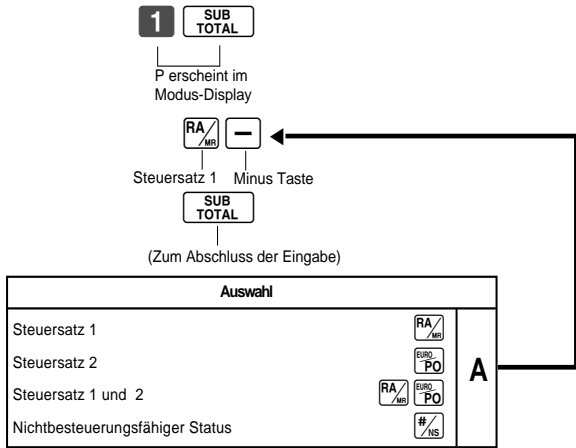 1 SUB TOTAL
P erscheint im
Modus-Display
RA/MR −
Steuersatz 1 Minus Taste
SUB TOTAL
(Zum Abschluss der Eingabe)
Auswahl
Steuersatz 1 RA/MR
Steuersatz 2 EURO PO
Steuersatz 1 und 2 RA/MR EURO PO
Nichtbesteuerungsfähiger Status #/NS
A